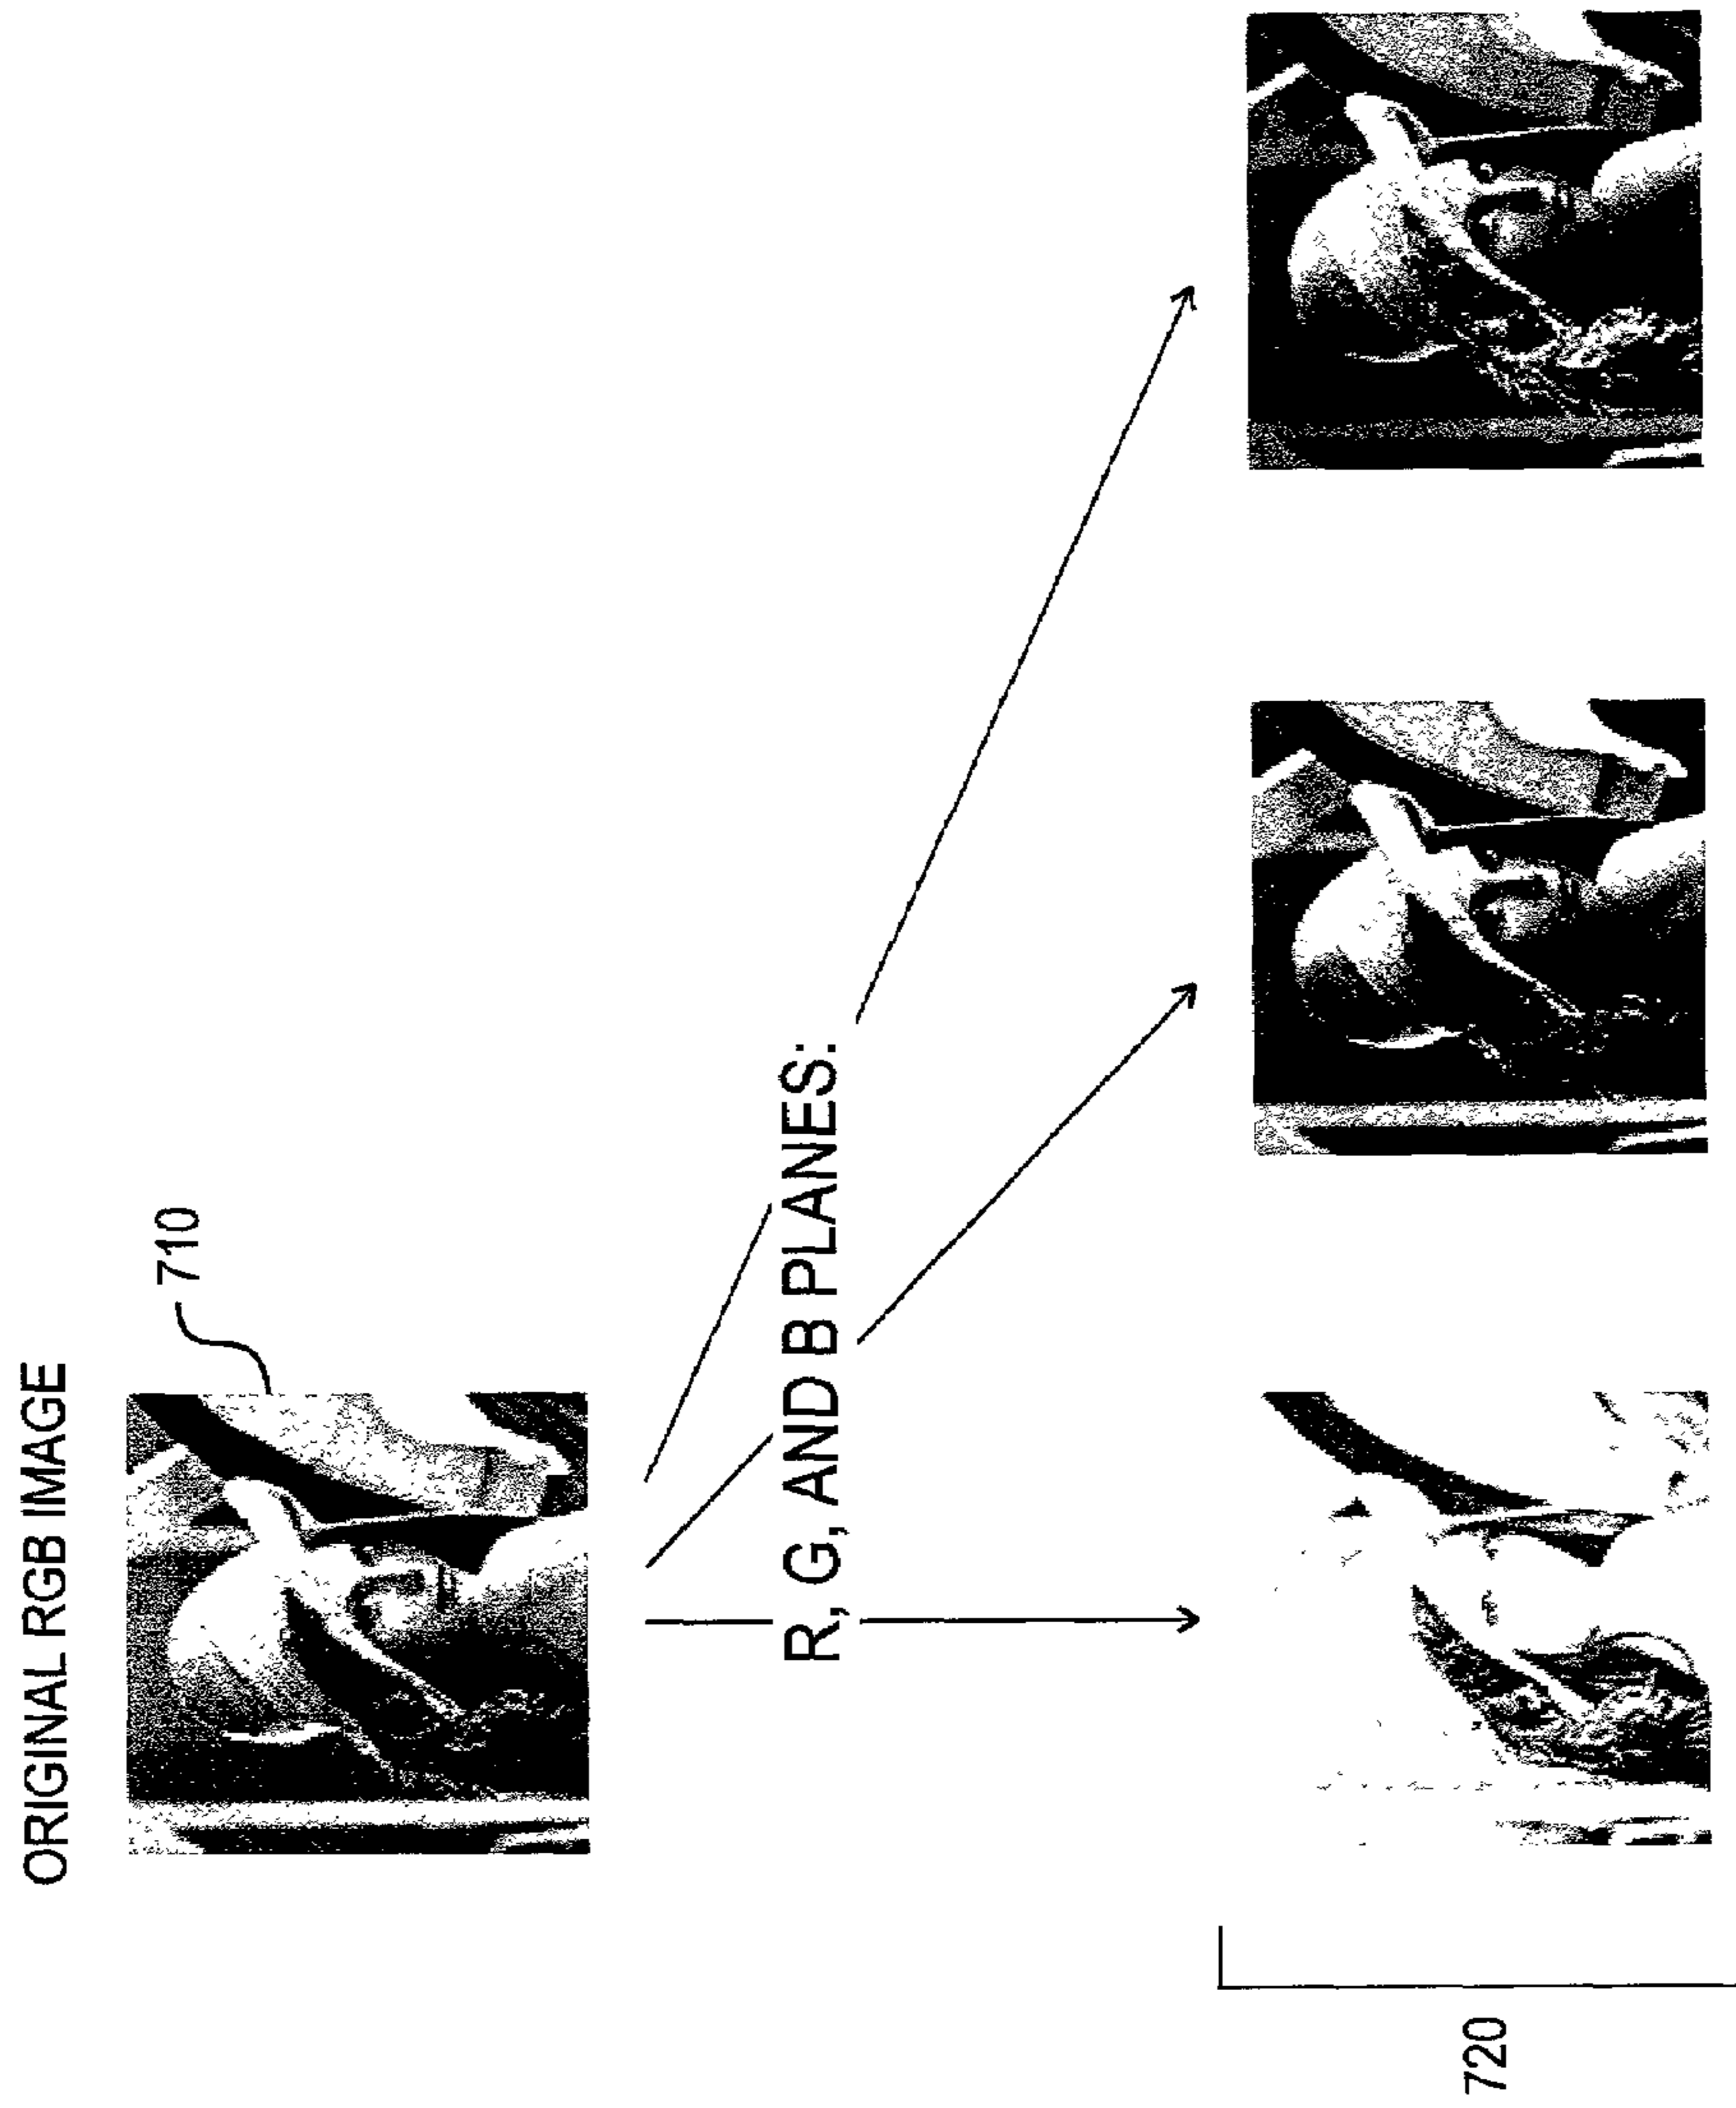 ORIGINAL RGB IMAGE
710
R, G, AND B PLANES:
720